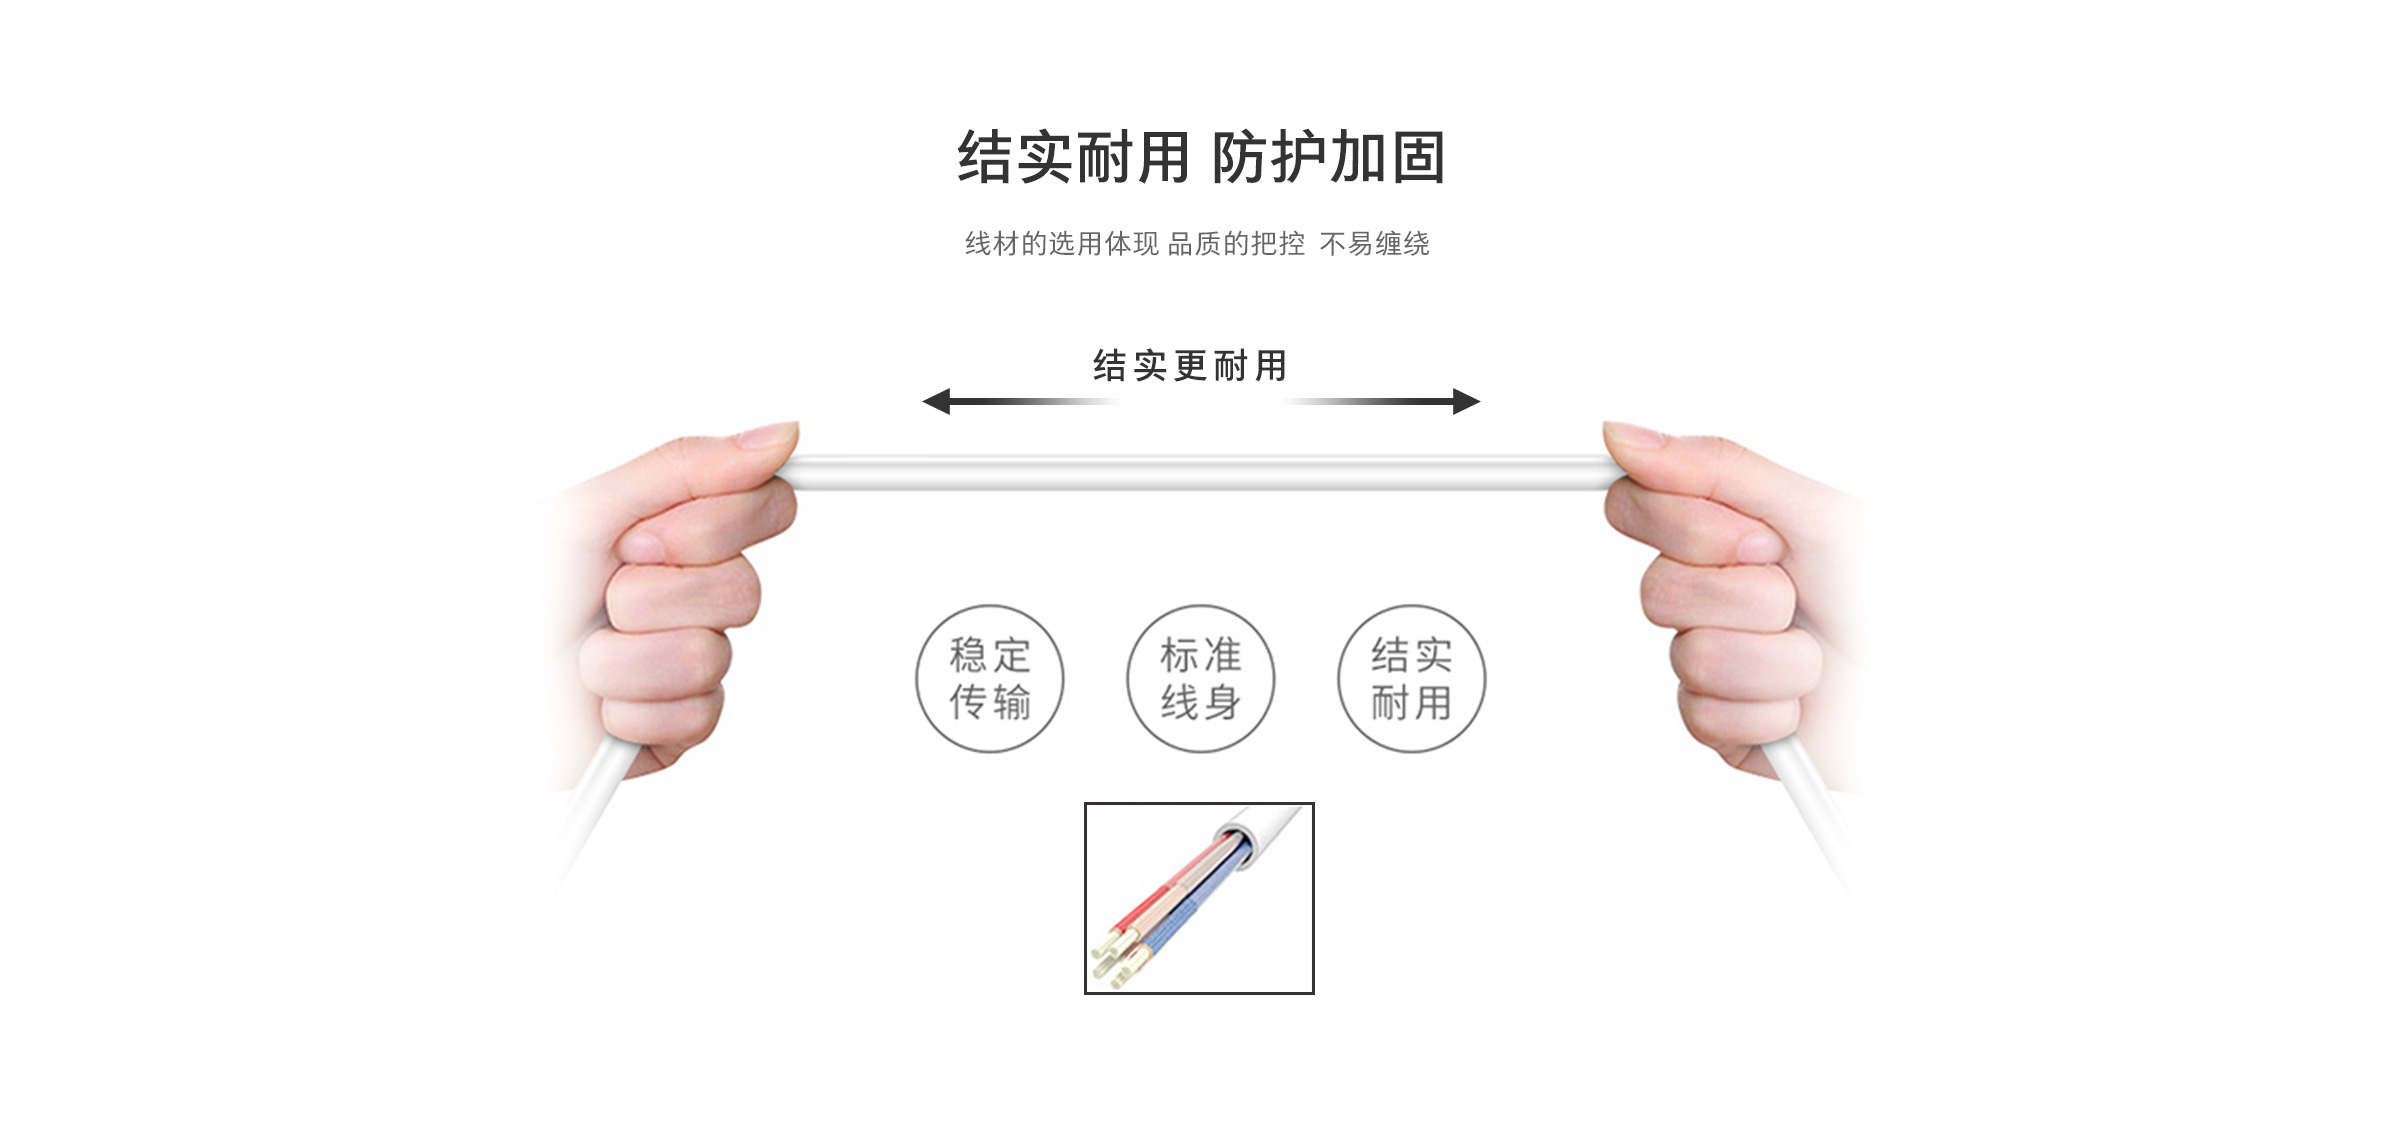 结实耐用 防护加固
线材的选用体现 品质的把控 不易缠绕
结实更耐用
稳定
传输
标准
线身
结实
耐用